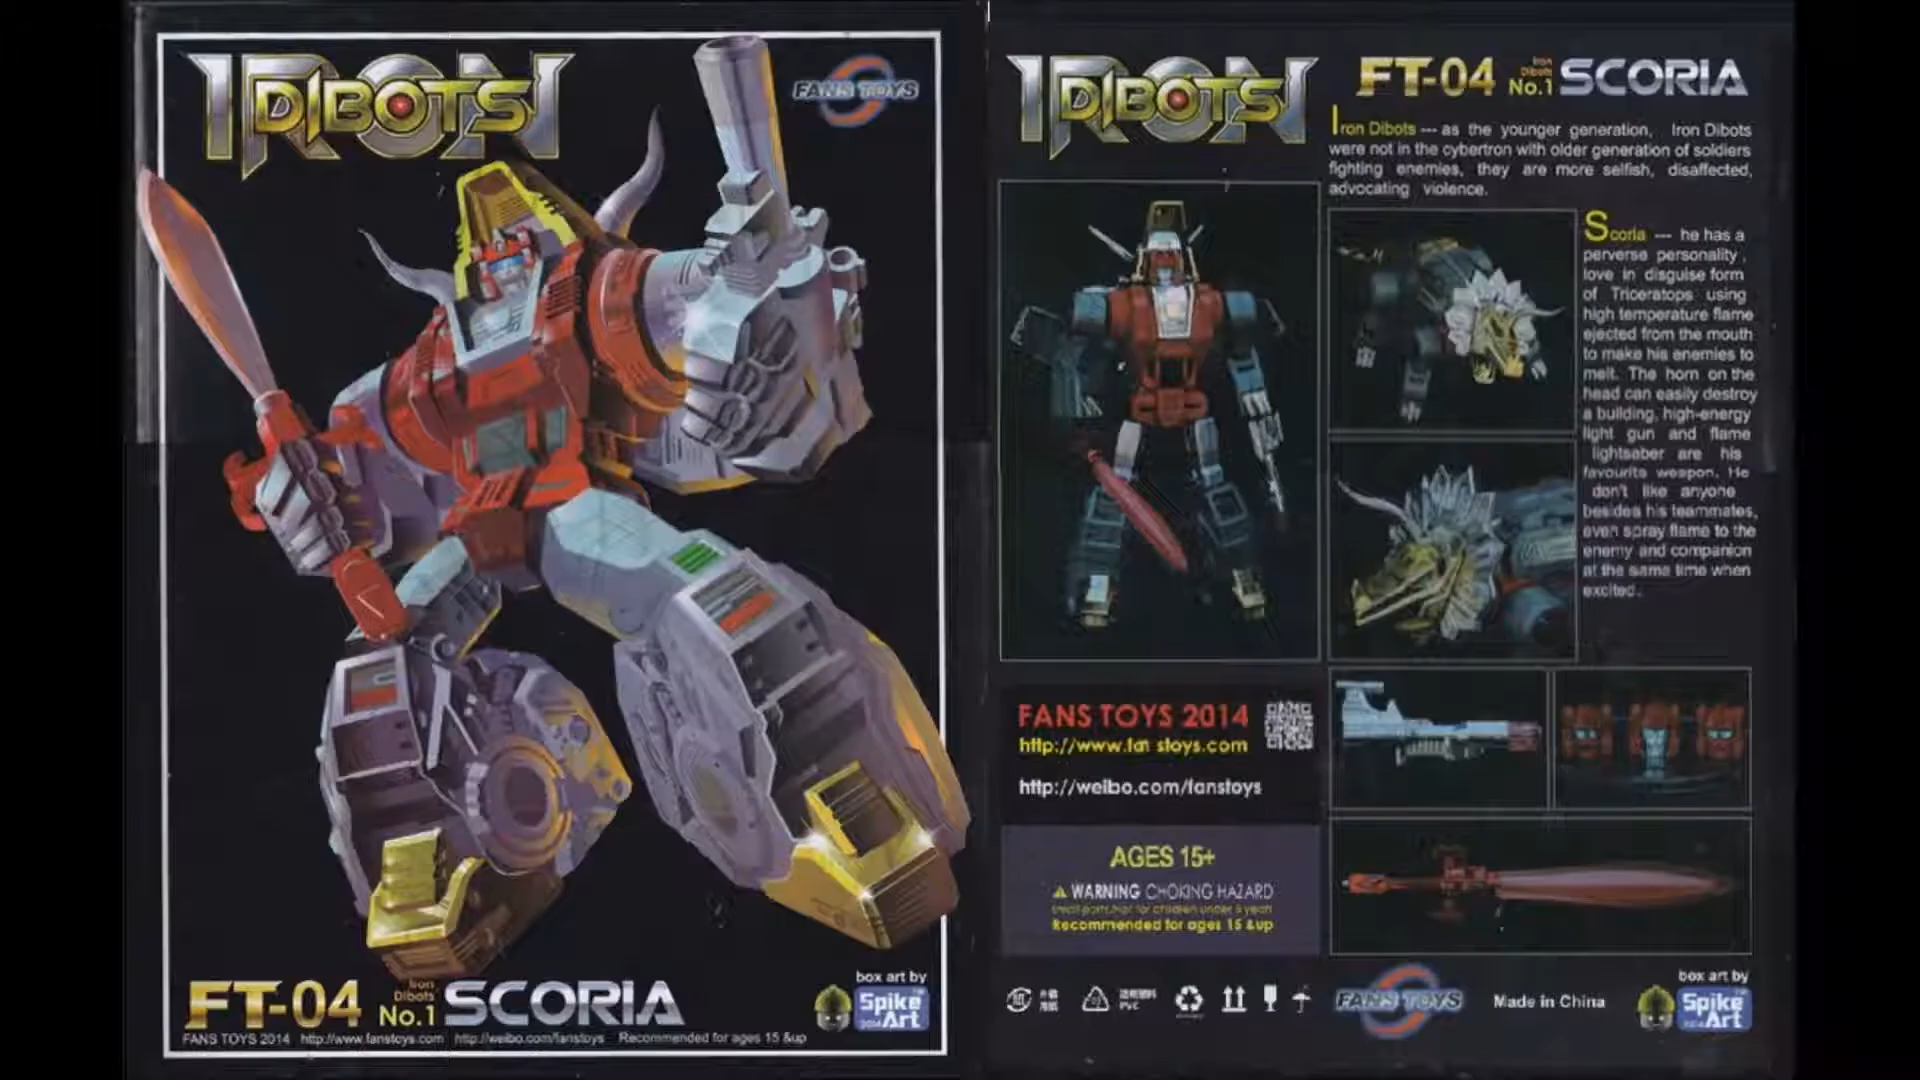 IRON
DIBOTS
FANS TOYS
FT-04
Iron
Dibots
No.1
SCORIA
box art by
Spike
Art
FANS TOYS 2014 http://www.fanstoys.com http://weibo.com/fanstoys Recommended for ages 15 &up
IRON
DIBOTS
FT-04
Iron
Dibots
No.1
SCORIA
Iron Dibots --- as the younger generation, Iron Dibots
were not in the cybertron with older generation of soldiers
fighting enemies, they are more selfish, disaffected,
advocating violence.
Scoria --- he has a
perverse personality,
love in disguise form
of Triceratops using
high temperature flame
ejected from the mouth
to make his enemies to
melt. The horn on the
head can easily destroy
a building, high-energy
light gun and flame
lightsaber are his
favourite weapon. He
don't like anyone
besides his teammates,
even spray flame to the
enemy and companion
at the same time when
excited.
FANS TOYS 2014
http://www.fanstoys.com
http://weibo.com/fanstoys
AGES 15+
WARNING CHOKING HAZARD
Recommended for ages 15 &up
PVC
FANS TOYS
Made in China
box art by
Spike
Art